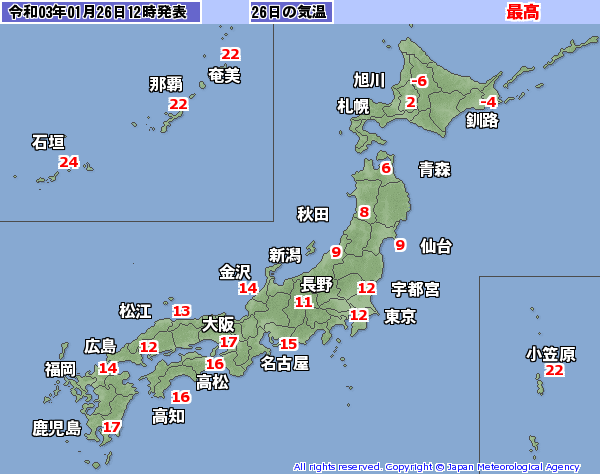 令和03年01月26日12時発表 26日の気温 最高
22
那覇 奄美
22
石垣
24
旭川 -6
札幌 2 -4
釧路
6 青森
秋田 8
新潟 9 9 仙台
金沢
14 長野 12 宇都宮
11
松江 13 12 東京
大阪
広島 12 17 15 名古屋
福岡 14 16
高松
16
高知
鹿児島 17
小笠原
22
All rights reserved. Copyright © Japan Meteorological Agency